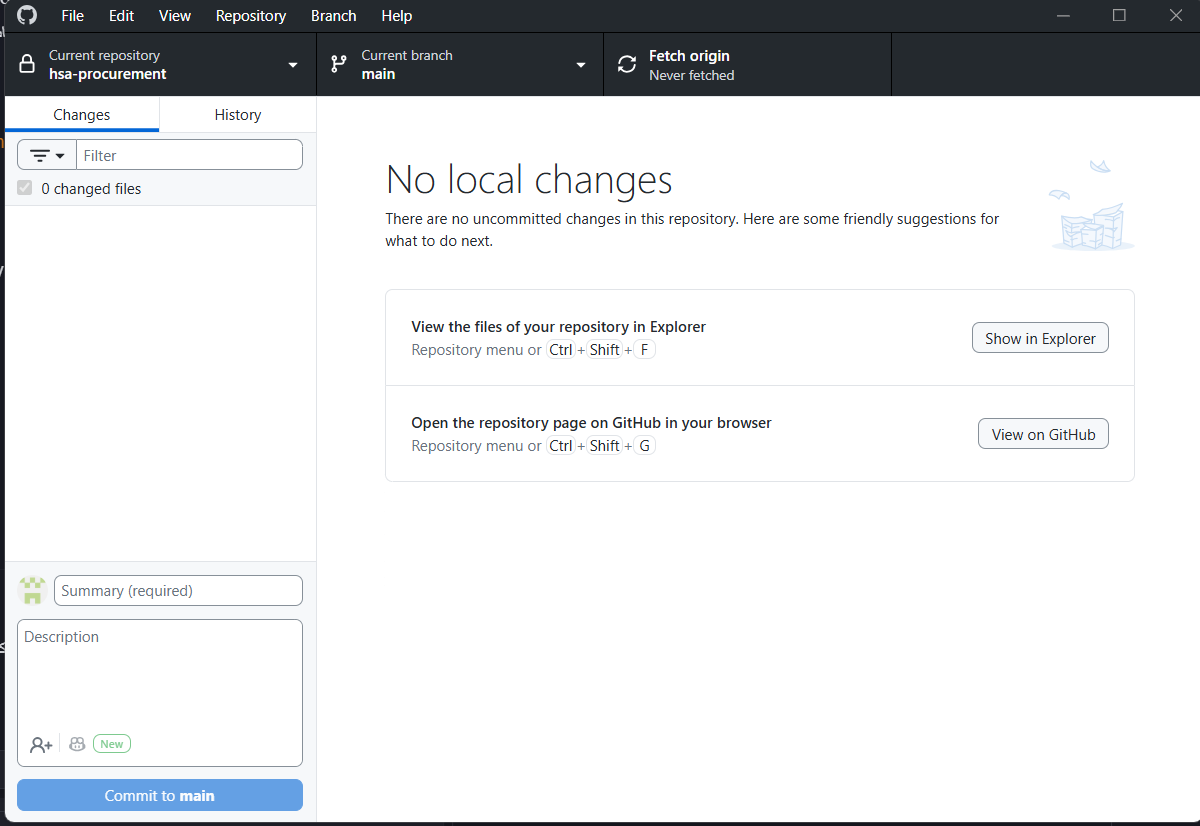 File Edit View Repository Branch Help
Current repository
hsa-procurement
Current branch
main
Fetch origin
Never fetched
Changes History
Filter
0 changed files
No local changes
There are no uncommitted changes in this repository. Here are some friendly suggestions for
what to do next.
View the files of your repository in Explorer
Repository menu or Ctrl + Shift + F
Show in Explorer
Open the repository page on GitHub in your browser
Repository menu or Ctrl + Shift + G
View on GitHub
Summary (required)
Description
New
Commit to main